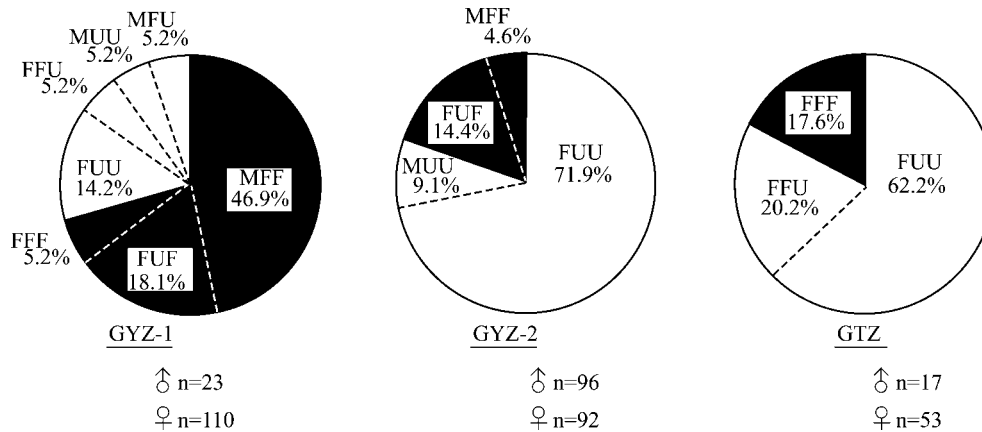 MFU
5.2%
MUU
5.2%
FFU
5.2%
FUU
14.2%
FFF
5.2%
FUF
18.1%
MFF
46.9%
GYZ-1
♂ n=23
♀ n=110
MFF
4.6%
FUF
14.4%
MUU
9.1%
FUU
71.9%
GYZ-2
♂ n=96
♀ n=92
FFF
17.6%
FFU
20.2%
FUU
62.2%
GTZ
♂ n=17
♀ n=53